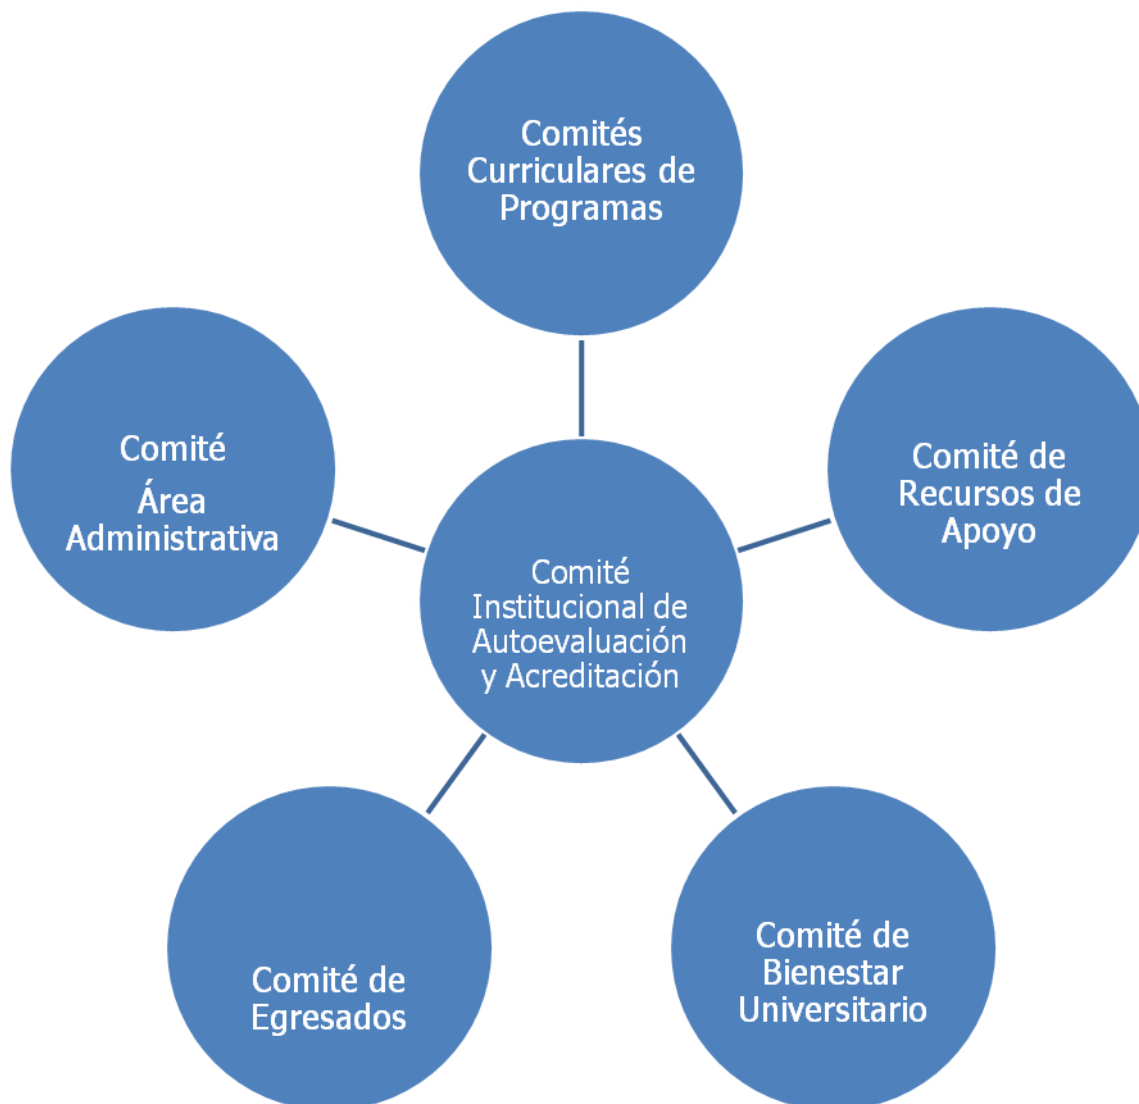 Comités
Curriculares de
Programas
Comité
Área
Administrativa
Comité de
Recursos de
Apoyo
Comité
Institucional de
Autoevaluación
y Acreditación
Comité de
Egresados
Comité de
Bienestar
Universitario